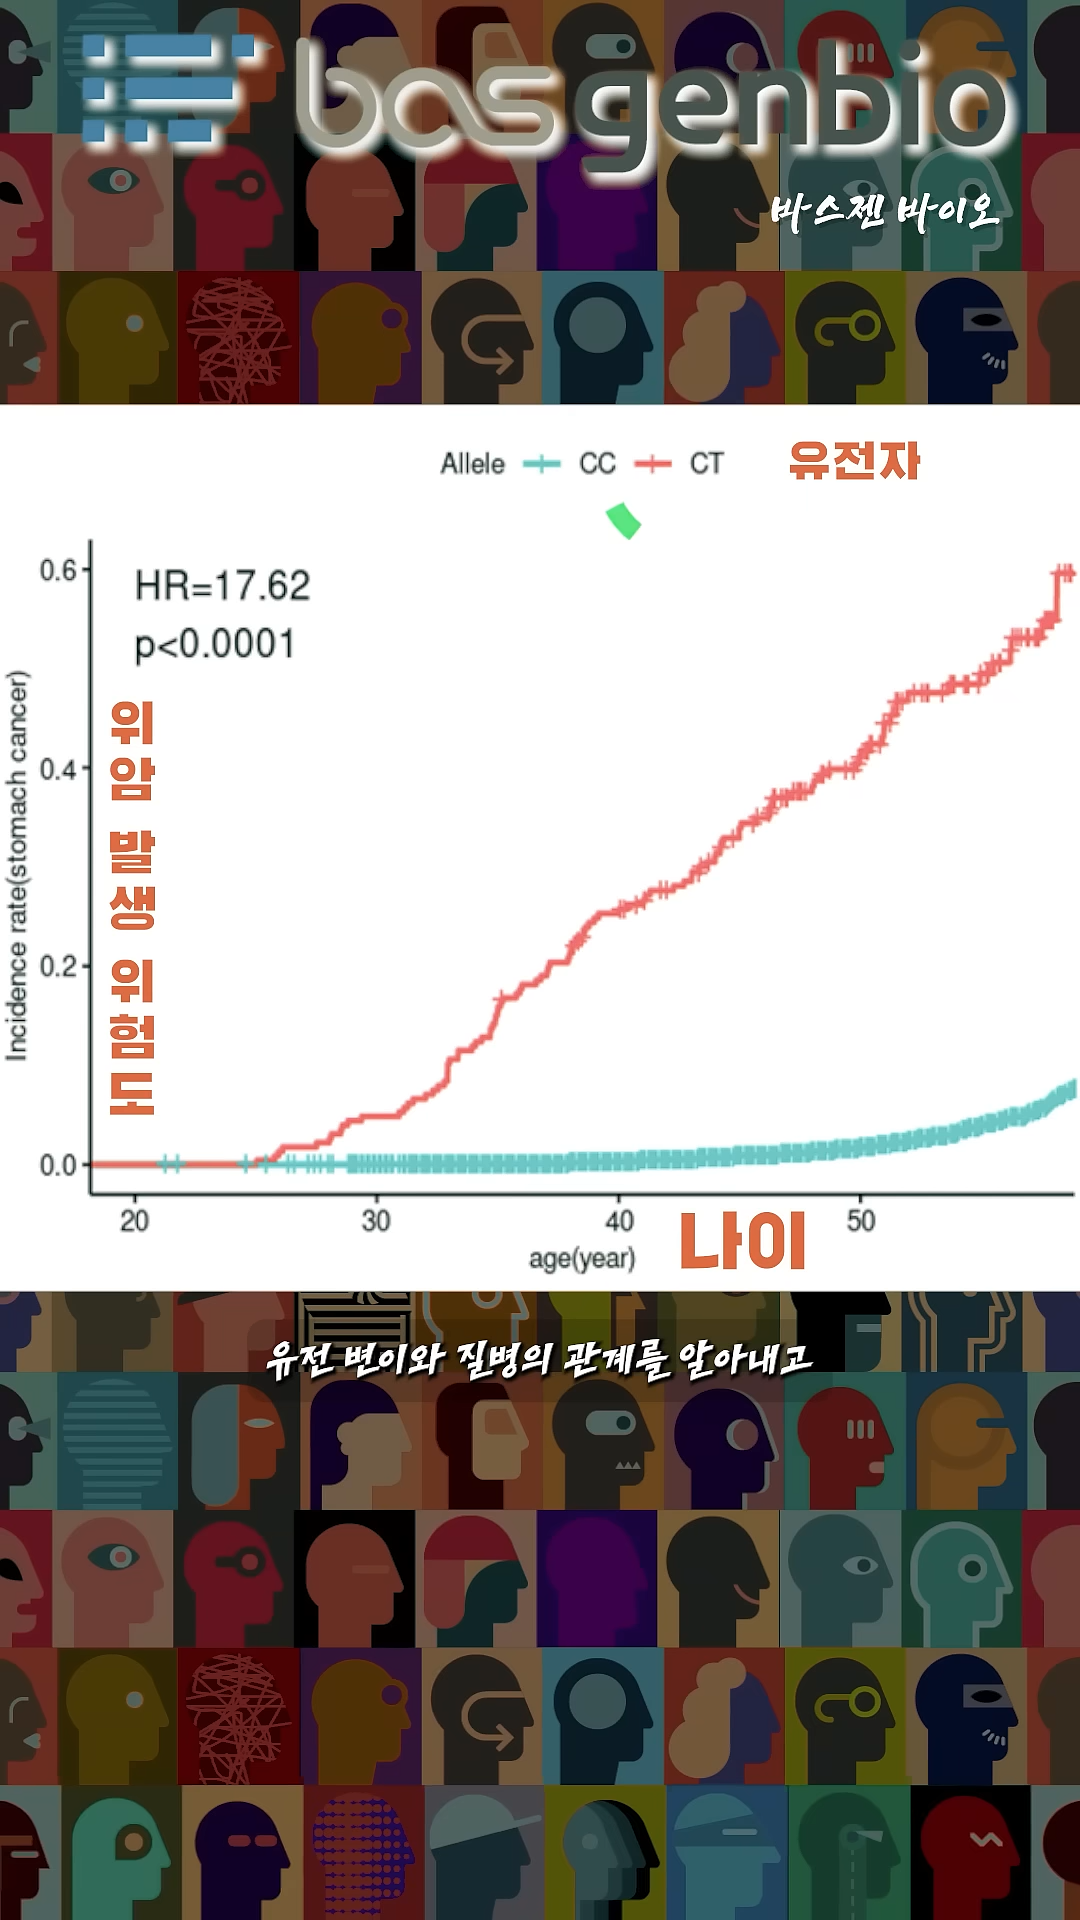 basgenbio
바스젠 바이오
Allele CC CT 유전자
HR=17.62
p<0.0001
위암 발생 위험도
Incidence rate(stomach cancer)
0.6
0.4
0.2
0.0
20 30 40 50
age(year) 나이
유전 변이와 질병의 관계를 알아내고